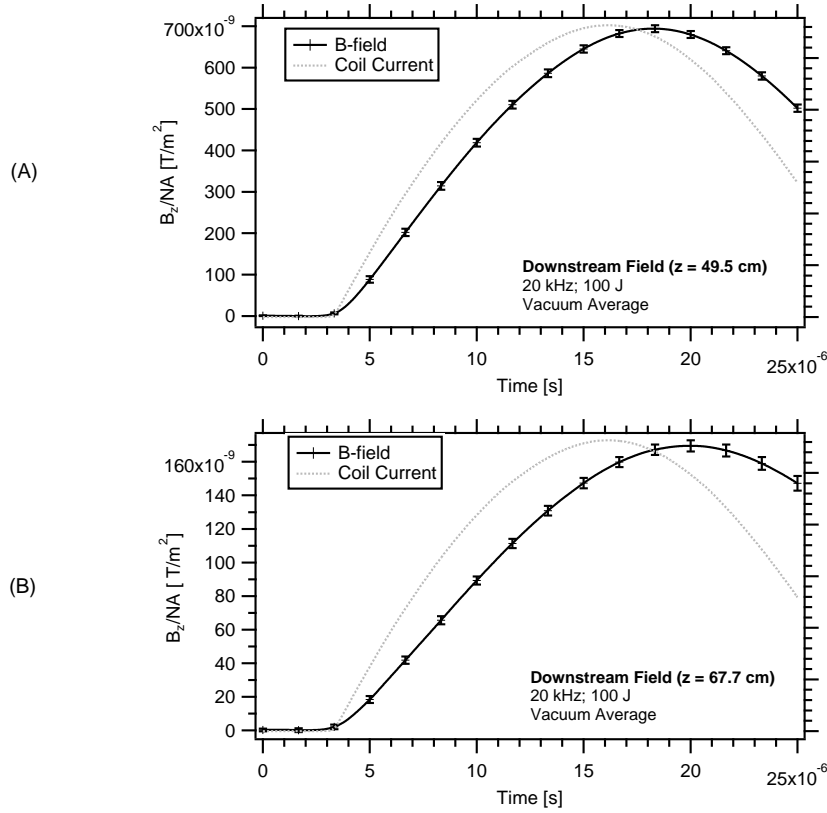 (A)
700x10⁻⁹
600
500
400
300
200
100
0
B_z/NA [T/m²]
B-field
Coil Current
Downstream Field (z = 49.5 cm)
20 kHz; 100 J
Vacuum Average
0 5 10 15 20 25x10⁻⁶
Time [s]
(B)
160x10⁻⁹
140
120
100
80
60
40
20
0
B_z/NA [ T/m²]
B-field
Coil Current
Downstream Field (z = 67.7 cm)
20 kHz; 100 J
Vacuum Average
0 5 10 15 20 25x10⁻⁶
Time [s]